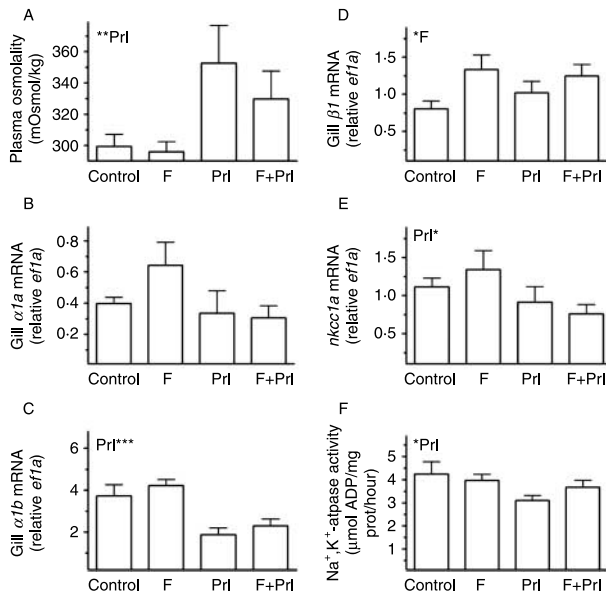 A
**Prl
Plasma osmolality
(mOsmol/kg)
360
340
320
300
Control F Prl F+Prl
B
Gill α1a mRNA
(relative ef1a)
0·8
0·6
0·4
0·2
Control F Prl F+Prl
C
Prl***
Gill α1b mRNA
(relative ef1a)
6
4
2
Control F Prl F+Prl
D
*F
Gill β1 mRNA
(relative ef1a)
1·5
1·0
0·5
Control F Prl F+Prl
E
Prl*
nkcc1a mRNA
(relative ef1a)
1·5
1·0
0·5
Control F Prl F+Prl
F
*Prl
Na⁺,K⁺-atpase activity
(μmol ADP/mg
prot/hour)
5
4
3
2
1
Control F Prl F+Prl